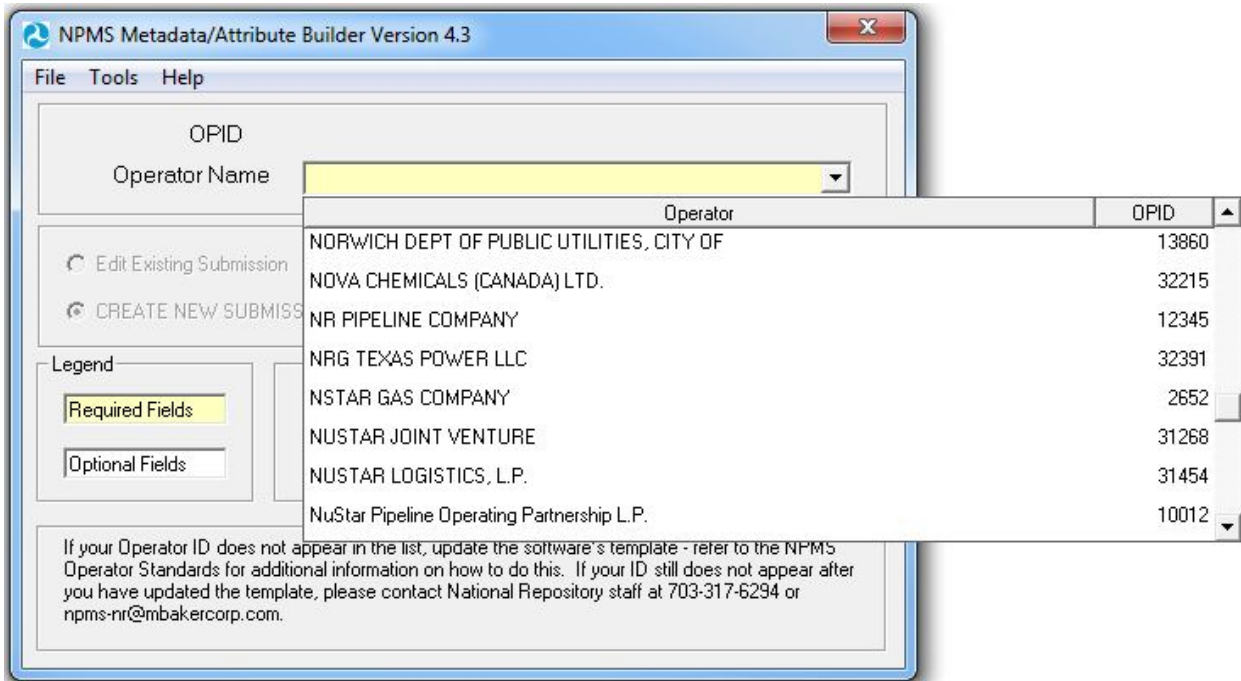 NPMS Metadata/Attribute Builder Version 4.3
File Tools Help
OPID
Operator Name
Operator OPID
NORWICH DEPT OF PUBLIC UTILITIES, CITY OF 13860
Edit Existing Submission
NOVA CHEMICALS (CANADA) LTD. 32215
CREATE NEW SUBMISS
NR PIPELINE COMPANY 12345
NRG TEXAS POWER LLC 32391
Legend
NSTAR GAS COMPANY 2652
Required Fields
NUSTAR JOINT VENTURE 31268
Optional Fields
NUSTAR LOGISTICS, L.P. 31454
NuStar Pipeline Operating Partnership L.P. 10012
If your Operator ID does not appear in the list, update the software's template - refer to the NPMS
Operator Standards for additional information on how to do this. If your ID still does not appear after
you have updated the template, please contact National Repository staff at 703-317-6294 or
npms-nr@mbakercorp.com.